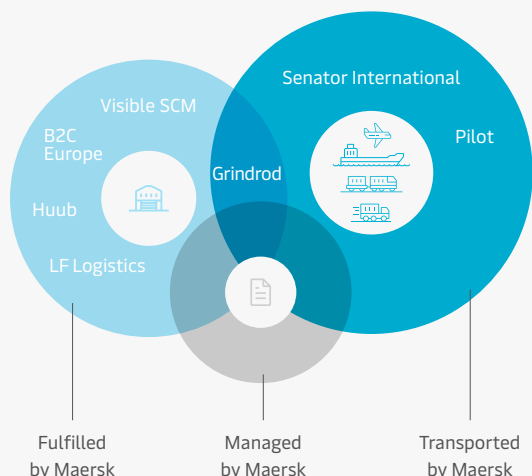 Senator International
Visible SCM
B2C
Europe
Pilot
Grindrod
Huub
LF Logistics
Fulfilled
by Maersk
Managed
by Maersk
Transported
by Maersk